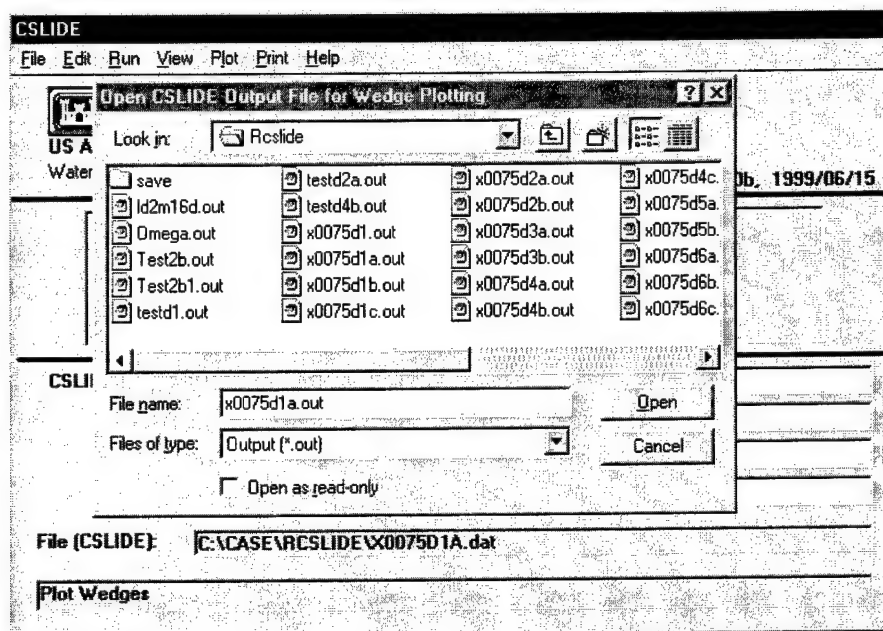 CSLIDE
File Edit Run View Plot Print Help
Open CSLIDE Output File for Wedge Plotting
US A
Look in: Rcslide
Water
0b, 1999/06/15
save testd2a.out x0075d2a.out x0075d4c.
ld2m16d.out testd4b.out x0075d2b.out x0075d5a.
Omega.out x0075d1.out x0075d3a.out x0075d5b.
Test2b.out x0075d1a.out x0075d3b.out x0075d6a.
Test2b1.out x0075d1b.out x0075d4a.out x0075d6b.
testd1.out x0075d1c.out x0075d4b.out x0075d6c.
CSLI
File name: x0075d1a.out Open
Files of type: Output (*.out) Cancel
Open as read-only
File (CSLIDE): C:\CASE\RCSLIDE\X0075D1A.dat
Plot Wedges